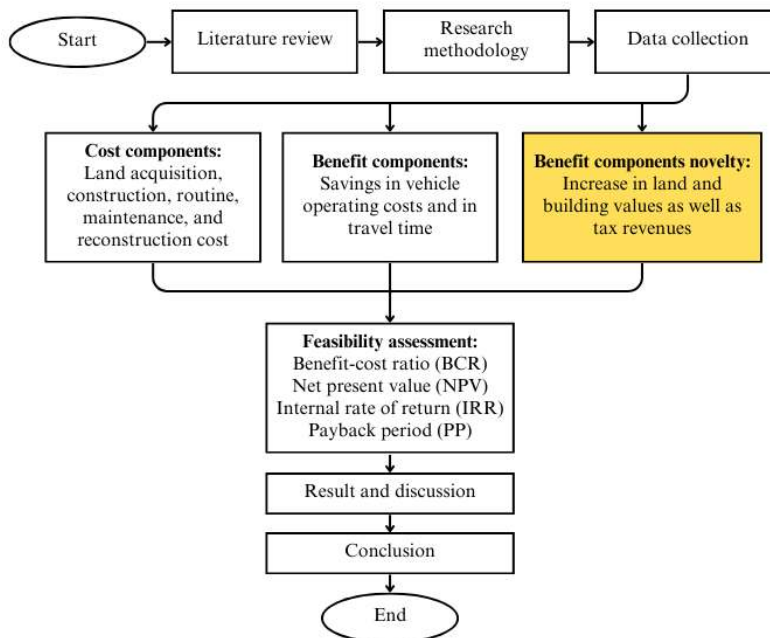 Start
Literature review
Research
methodology
Data collection
Cost components:
Land acquisition,
construction, routine,
maintenance, and
reconstruction cost
Benefit components:
Savings in vehicle
operating costs and in
travel time
Benefit components novelty:
Increase in land and
building values as well as
tax revenues
Feasibility assessment:
Benefit-cost ratio (BCR)
Net present value (NPV)
Internal rate of return (IRR)
Payback period (PP)
Result and discussion
Conclusion
End